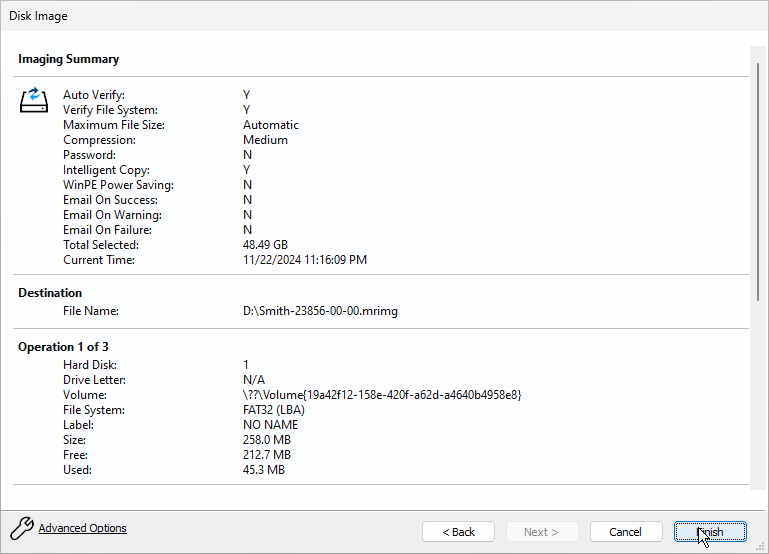 Disk Image
Imaging Summary
Auto Verify: Y
Verify File System: Y
Maximum File Size: Automatic
Compression: Medium
Password: N
Intelligent Copy: Y
WinPE Power Saving: N
Email On Success: N
Email On Warning: N
Email On Failure: N
Total Selected: 48.49 GB
Current Time: 11/22/2024 11:16:09 PM
Destination
File Name: D:\Smith-23856-00-00.mrimg
Operation 1 of 3
Hard Disk: 1
Drive Letter: N/A
Volume: \??\Volume{19a42f12-158e-420f-a62d-a4640b4958e8}
File System: FAT32 (LBA)
Label: NO NAME
Size: 258.0 MB
Free: 212.7 MB
Used: 45.3 MB
Advanced Options < Back Next > Cancel Finish